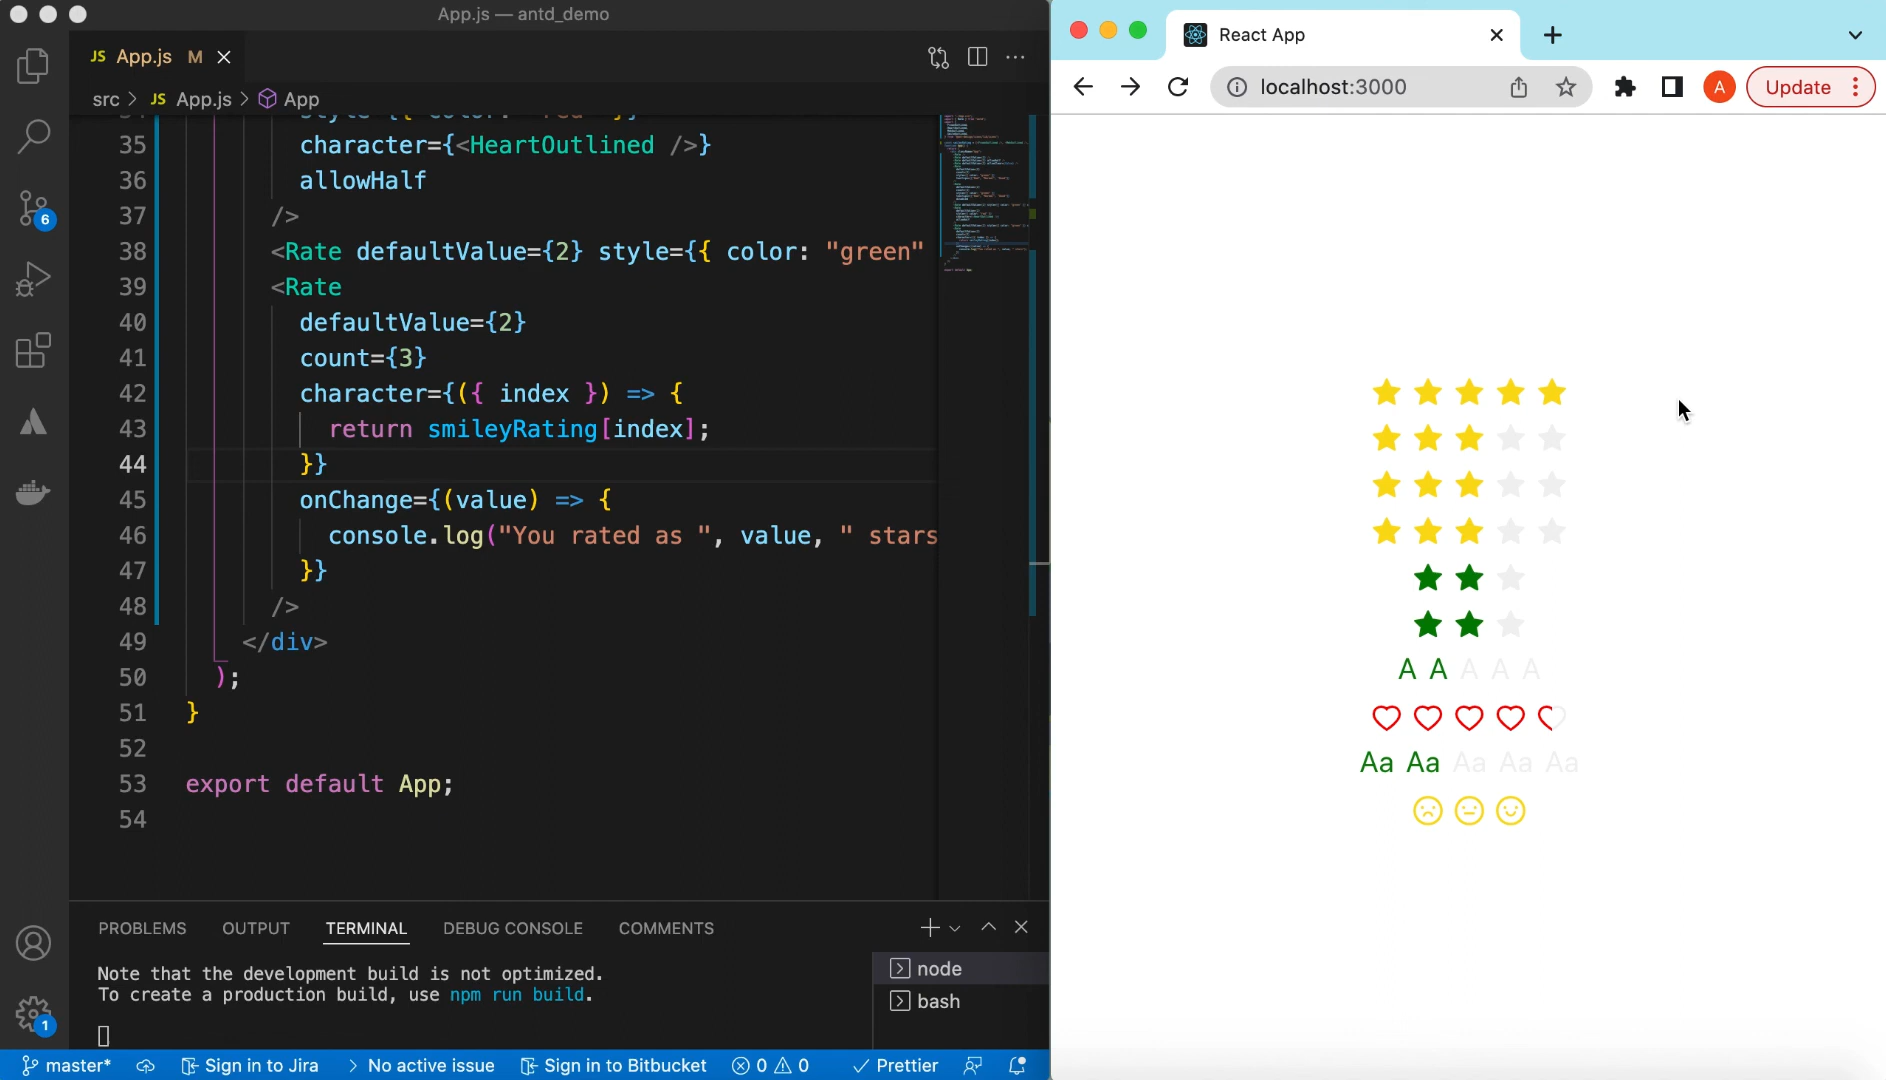 App.js — antd_demo
JS App.js M
src > JS App.js > App
35 character={<HeartOutlined />}
36 allowHalf
37 />
38 <Rate defaultValue={2} style={{ color: "green"
39 <Rate
40 defaultValue={2}
41 count={3}
42 character={({ index }) => {
43 return smileyRating[index];
44 }}
45 onChange={(value) => {
46 console.log("You rated as ", value, " stars
47 }}
48 />
49 </div>
50 );
51 }
52
53 export default App;
54
6
1
PROBLEMS OUTPUT TERMINAL DEBUG CONSOLE COMMENTS
Note that the development build is not optimized.
To create a production build, use npm run build.
node
bash
master* Sign in to Jira > No active issue Sign in to Bitbucket 0 0 Prettier
React App
localhost:3000 A Update
A A A A A
Aa Aa Aa Aa Aa